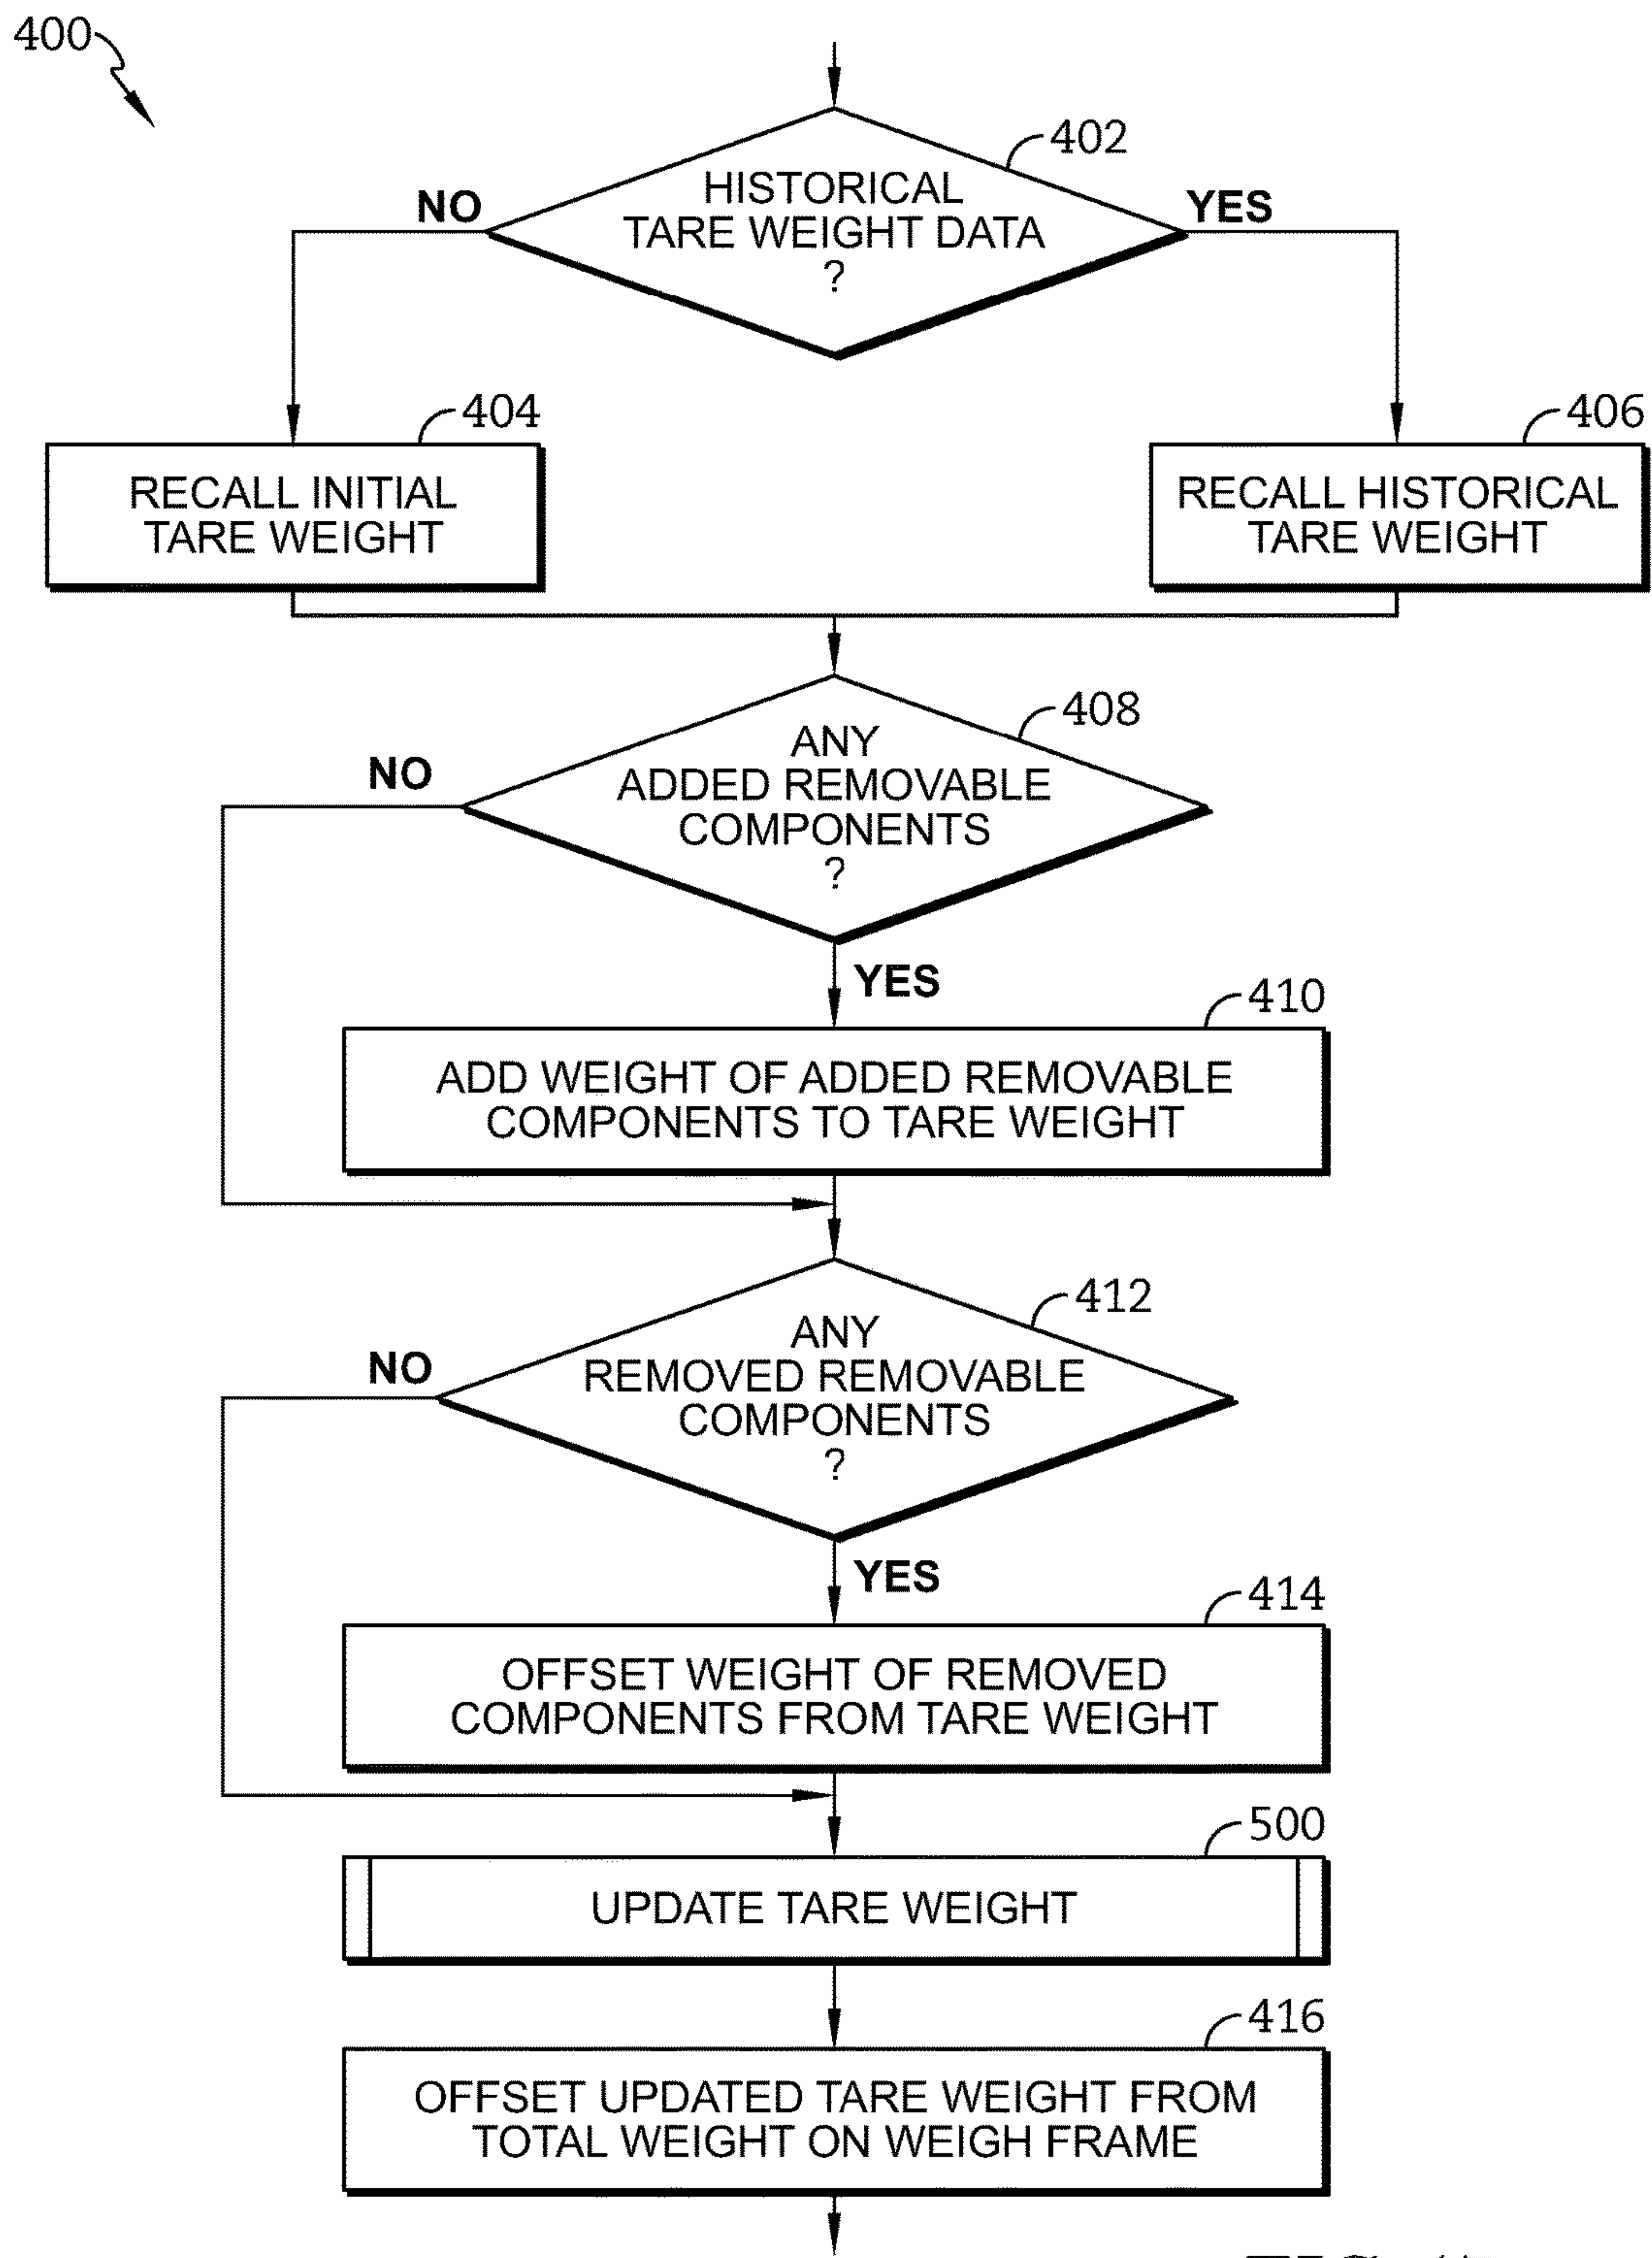 400
402
HISTORICAL
TARE WEIGHT DATA
?
NO
YES
404
RECALL INITIAL
TARE WEIGHT
406
RECALL HISTORICAL
TARE WEIGHT
408
ANY
ADDED REMOVABLE
COMPONENTS
?
NO
YES
410
ADD WEIGHT OF ADDED REMOVABLE
COMPONENTS TO TARE WEIGHT
412
ANY
REMOVED REMOVABLE
COMPONENTS
?
NO
YES
414
OFFSET WEIGHT OF REMOVED
COMPONENTS FROM TARE WEIGHT
500
UPDATE TARE WEIGHT
416
OFFSET UPDATED TARE WEIGHT FROM
TOTAL WEIGHT ON WEIGH FRAME